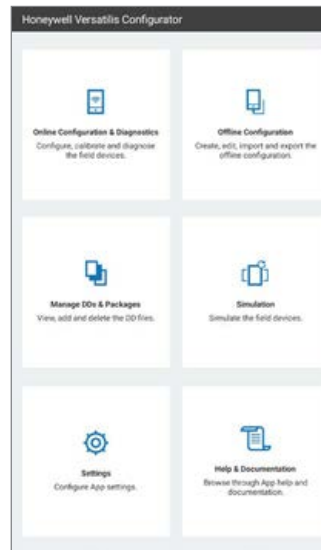 Honeywell Versatilis Configurator
Online Configuration & Diagnostics
Configure, calibrate and diagnose
the field devices.
Offline Configuration
Create, edit, import and export the
offline configuration.
Manage DDs & Packages
View, add and delete the DD files.
Simulation
Simulate the field devices.
Settings
Configure App settings.
Help & Documentation
Browse through App help and
documentation.